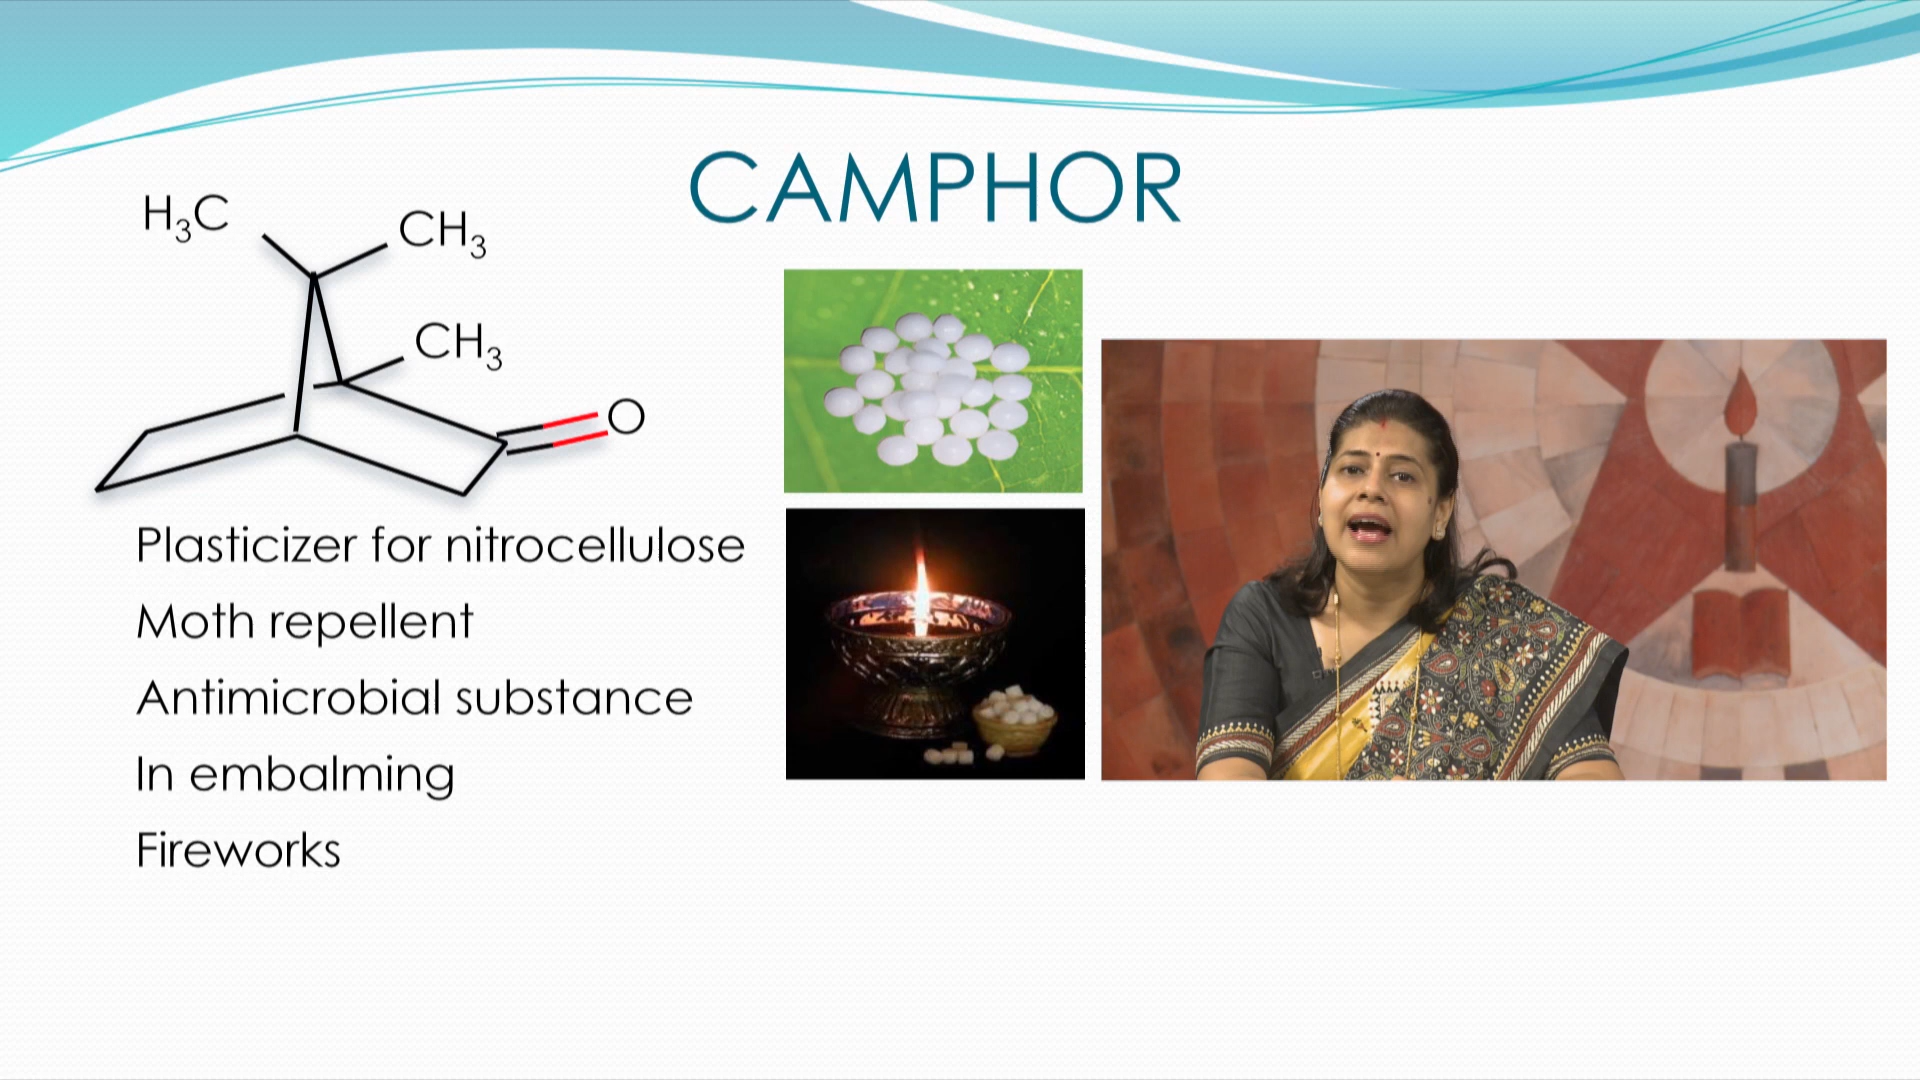 CAMPHOR
H₃C
CH₃
CH₃
O
Plasticizer for nitrocellulose
Moth repellent
Antimicrobial substance
In embalming
Fireworks